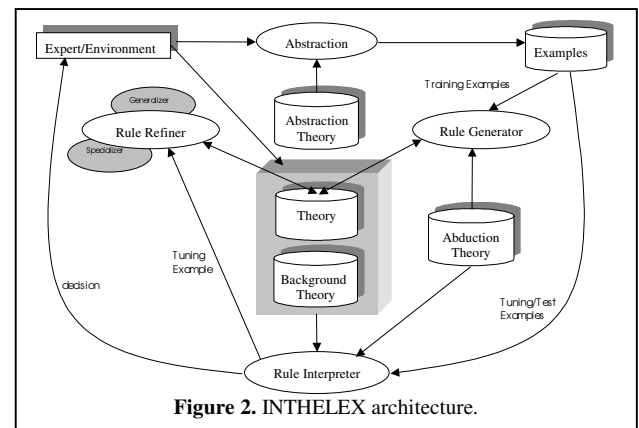 Expert/Environment
Abstraction
Examples
Training Examples
Generalizer
Rule Refiner
Specializer
Abstraction
Theory
Rule Generator
Theory
Background
Theory
Abduction
Theory
Tuning
Example
decision
Tuning/Test
Examples
Rule Interpreter
Figure 2. INTHELEX architecture.